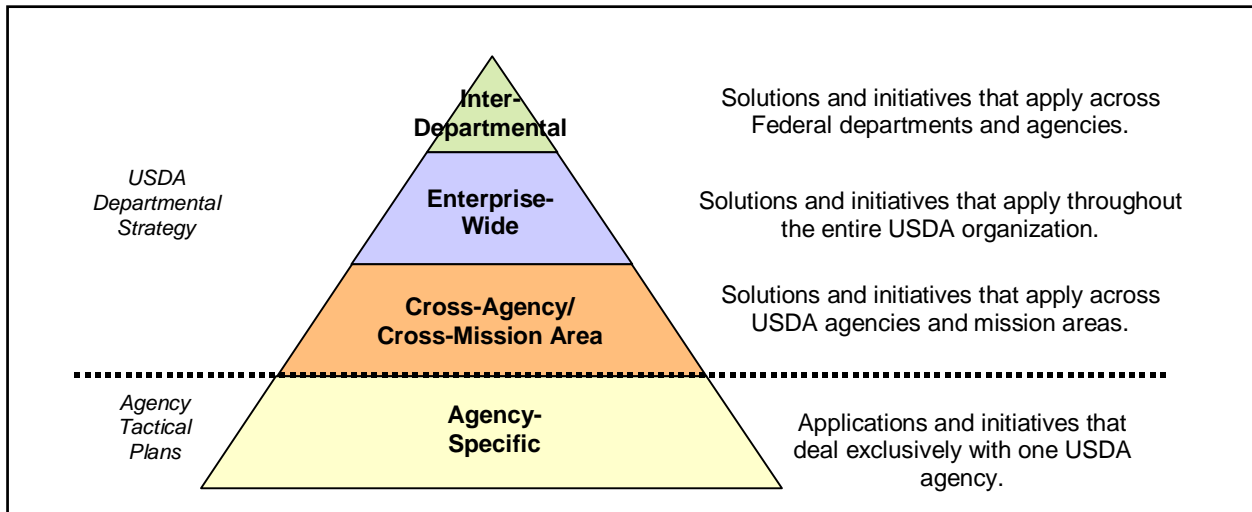 Inter-
Departmental
Solutions and initiatives that apply across
Federal departments and agencies.
USDA
Departmental
Strategy
Enterprise-
Wide
Solutions and initiatives that apply throughout
the entire USDA organization.
Cross-Agency/
Cross-Mission Area
Solutions and initiatives that apply across
USDA agencies and mission areas.
Agency
Tactical
Plans
Agency-
Specific
Applications and initiatives that
deal exclusively with one USDA
agency.